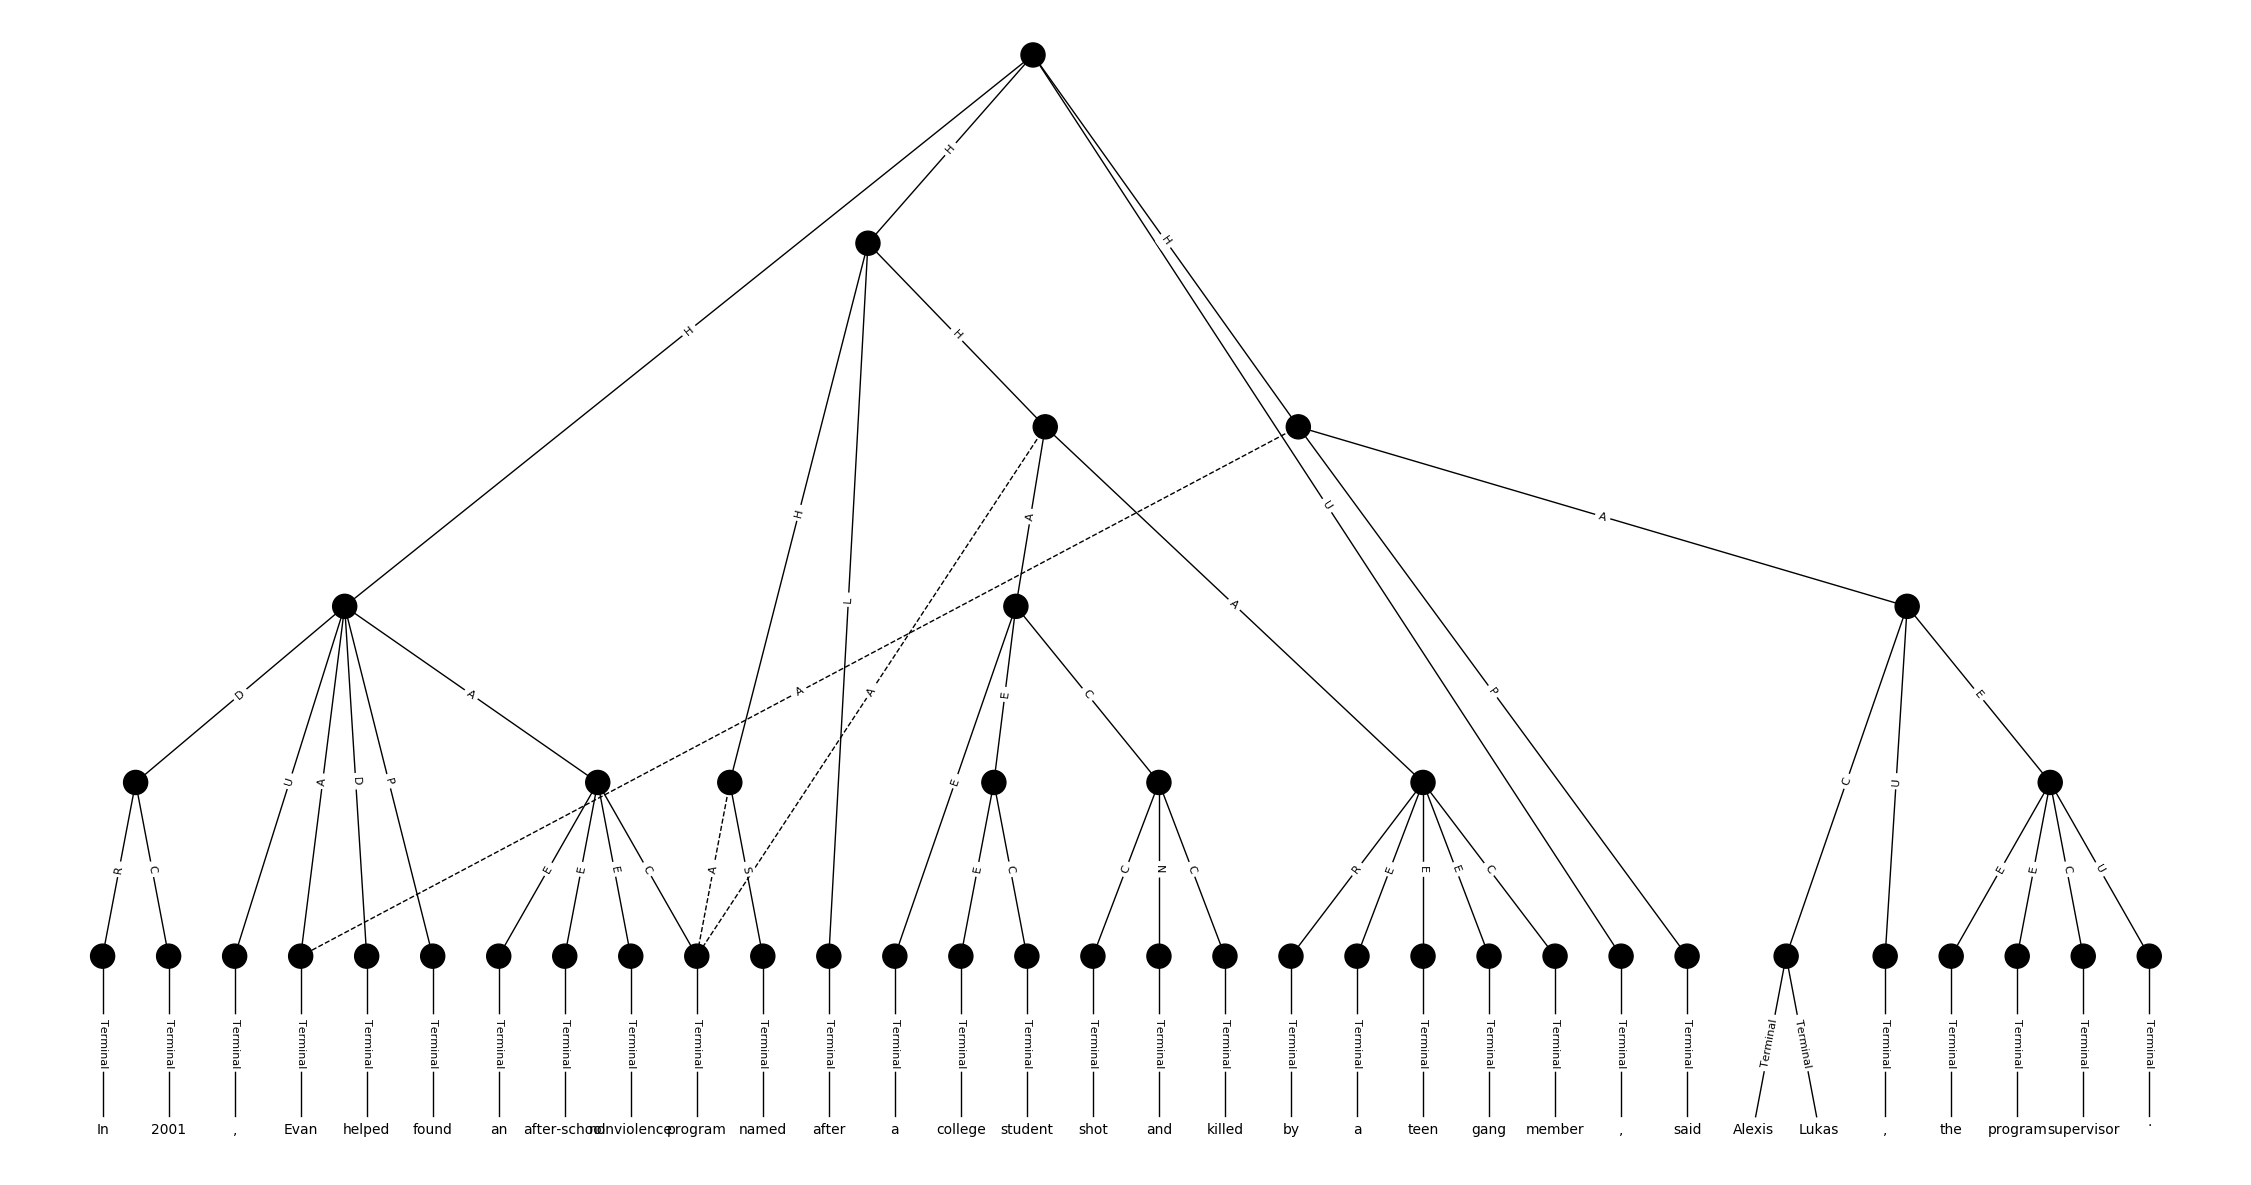 H
H
H
H
U
H
A
A
L
A
P
D
A
A
A
E
C
E
U
A
D
P
E
C
U
R
C
E
E
E
C
A
S
E
C
C
N
C
R
E
E
E
C
E
E
C
U
Terminal Terminal Terminal Terminal Terminal Terminal Terminal Terminal Terminal Terminal Terminal Terminal Terminal Terminal Terminal Terminal Terminal Terminal Terminal Terminal Terminal Terminal Terminal Terminal Terminal Terminal Terminal Terminal Terminal Terminal Terminal Terminal
In 2001 , Evan helped found an after-school nonviolence program named after a college student shot and killed by a teen gang member , said Alexis Lukas , the program supervisor .